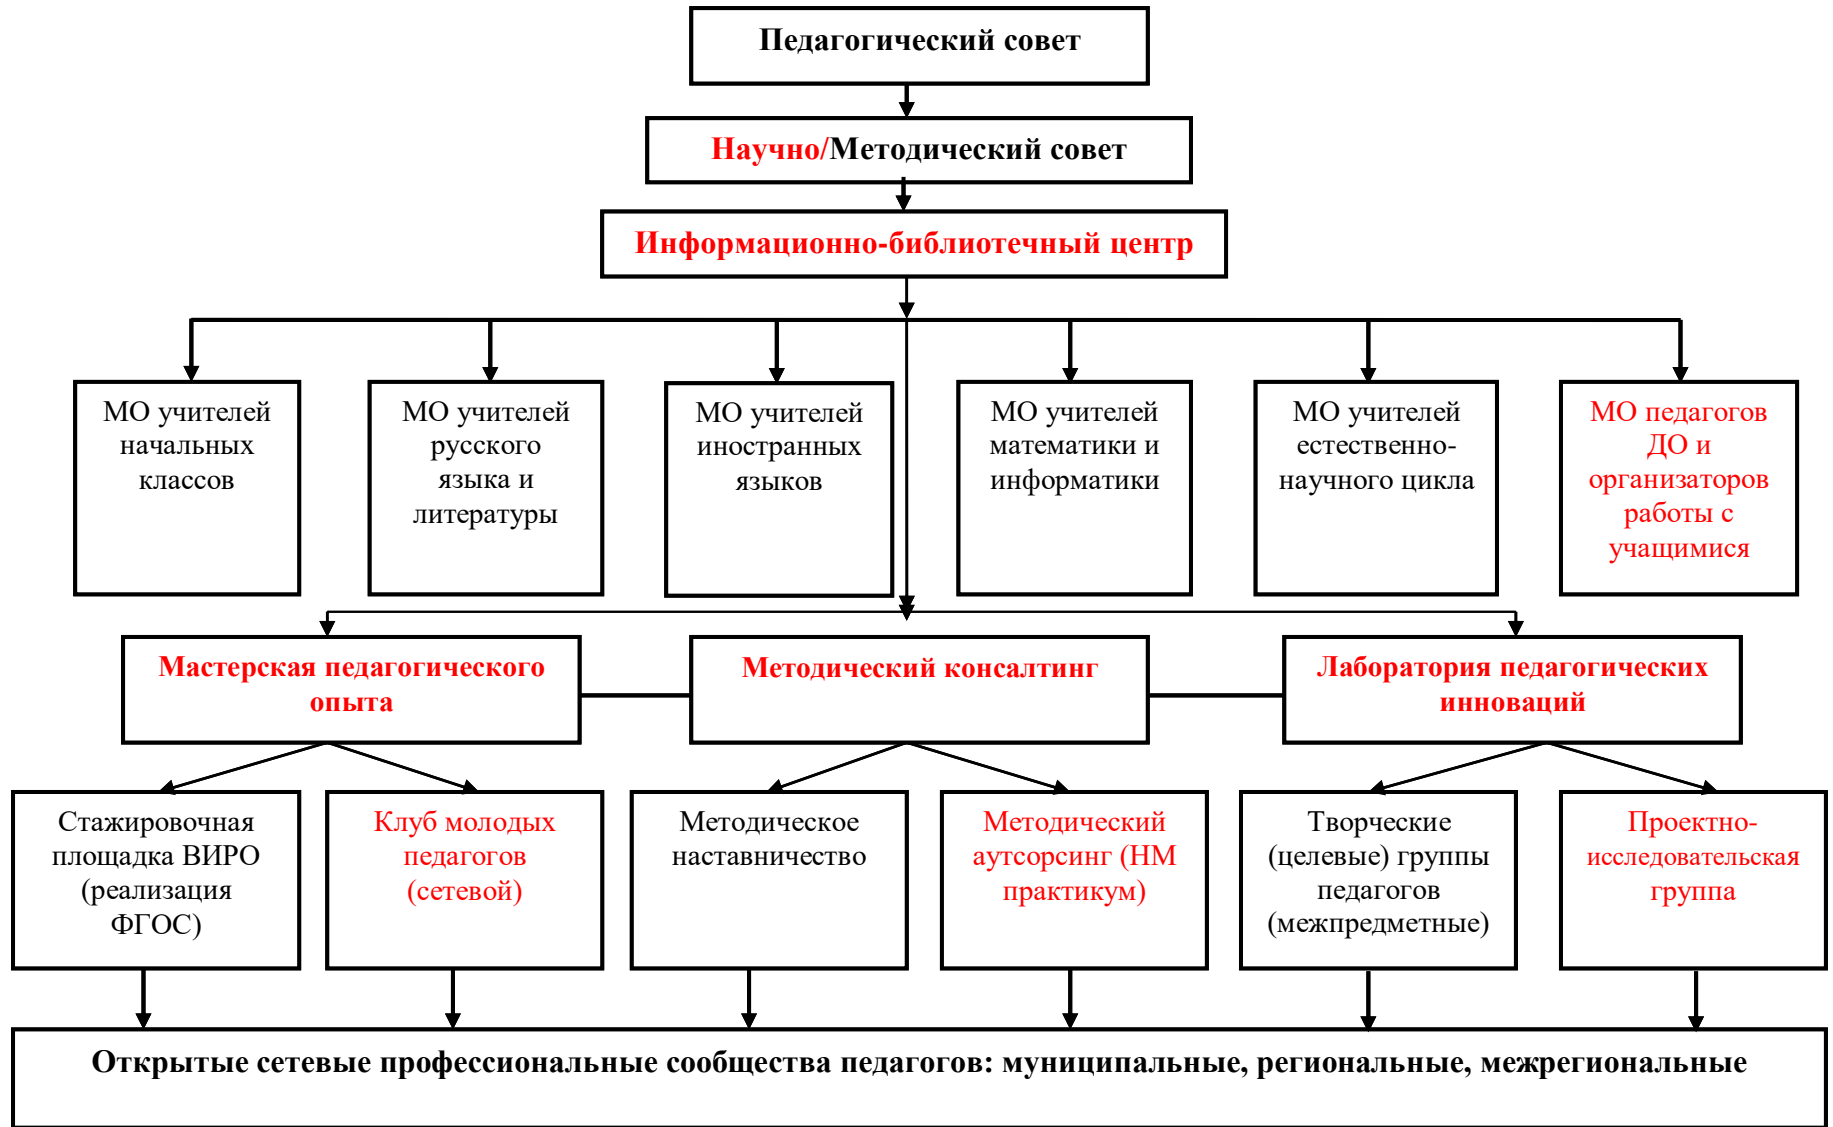 Педагогический совет
Научно/Методический совет
Информационно-библиотечный центр
МО учителей
начальных
классов
МО учителей
русского
языка и
литературы
МО учителей
иностранных
языков
МО учителей
математики и
информатики
МО учителей
естественно-
научного цикла
МО педагогов
ДО и
организаторов
работы с
учащимися
Мастерская педагогического
опыта
Методический консалтинг
Лаборатория педагогических
инноваций
Стажировочная
площадка ВИРО
(реализация
ФГОС)
Клуб молодых
педагогов
(сетевой)
Методическое
наставничество
Методический
аутсорсинг (НМ
практикум)
Творческие
(целевые) группы
педагогов
(межпредметные)
Проектно-
исследовательская
группа
Открытые сетевые профессиональные сообщества педагогов: муниципальные, региональные, межрегиональные